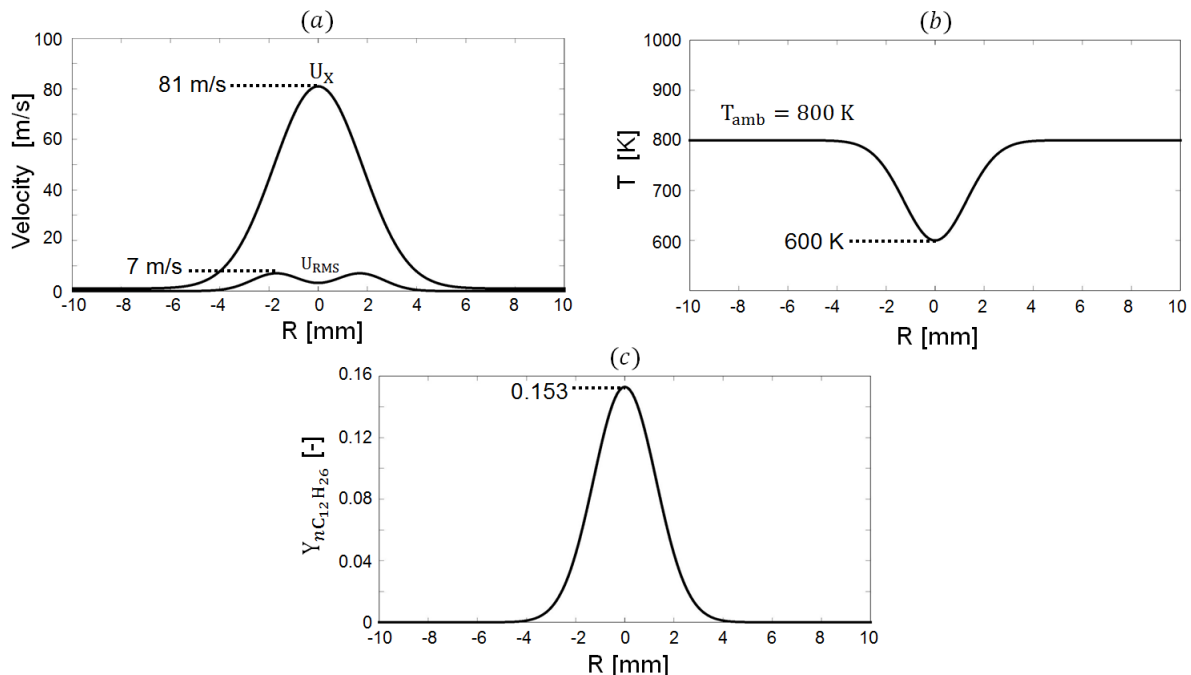 (a)
100
80
60
40
20
0
Velocity [m/s]
81 m/s
U_X
7 m/s
U_RMS
-10 -8 -6 -4 -2 0 2 4 6 8 10
R [mm]
(b)
1000
900
800
700
600
T [K]
T_amb = 800 K
600 K
-10 -8 -6 -4 -2 0 2 4 6 8 10
R [mm]
(c)
0.16
0.12
0.08
0.04
0
Y_nC₁₂H₂₆ [-]
0.153
-10 -8 -6 -4 -2 0 2 4 6 8 10
R [mm]